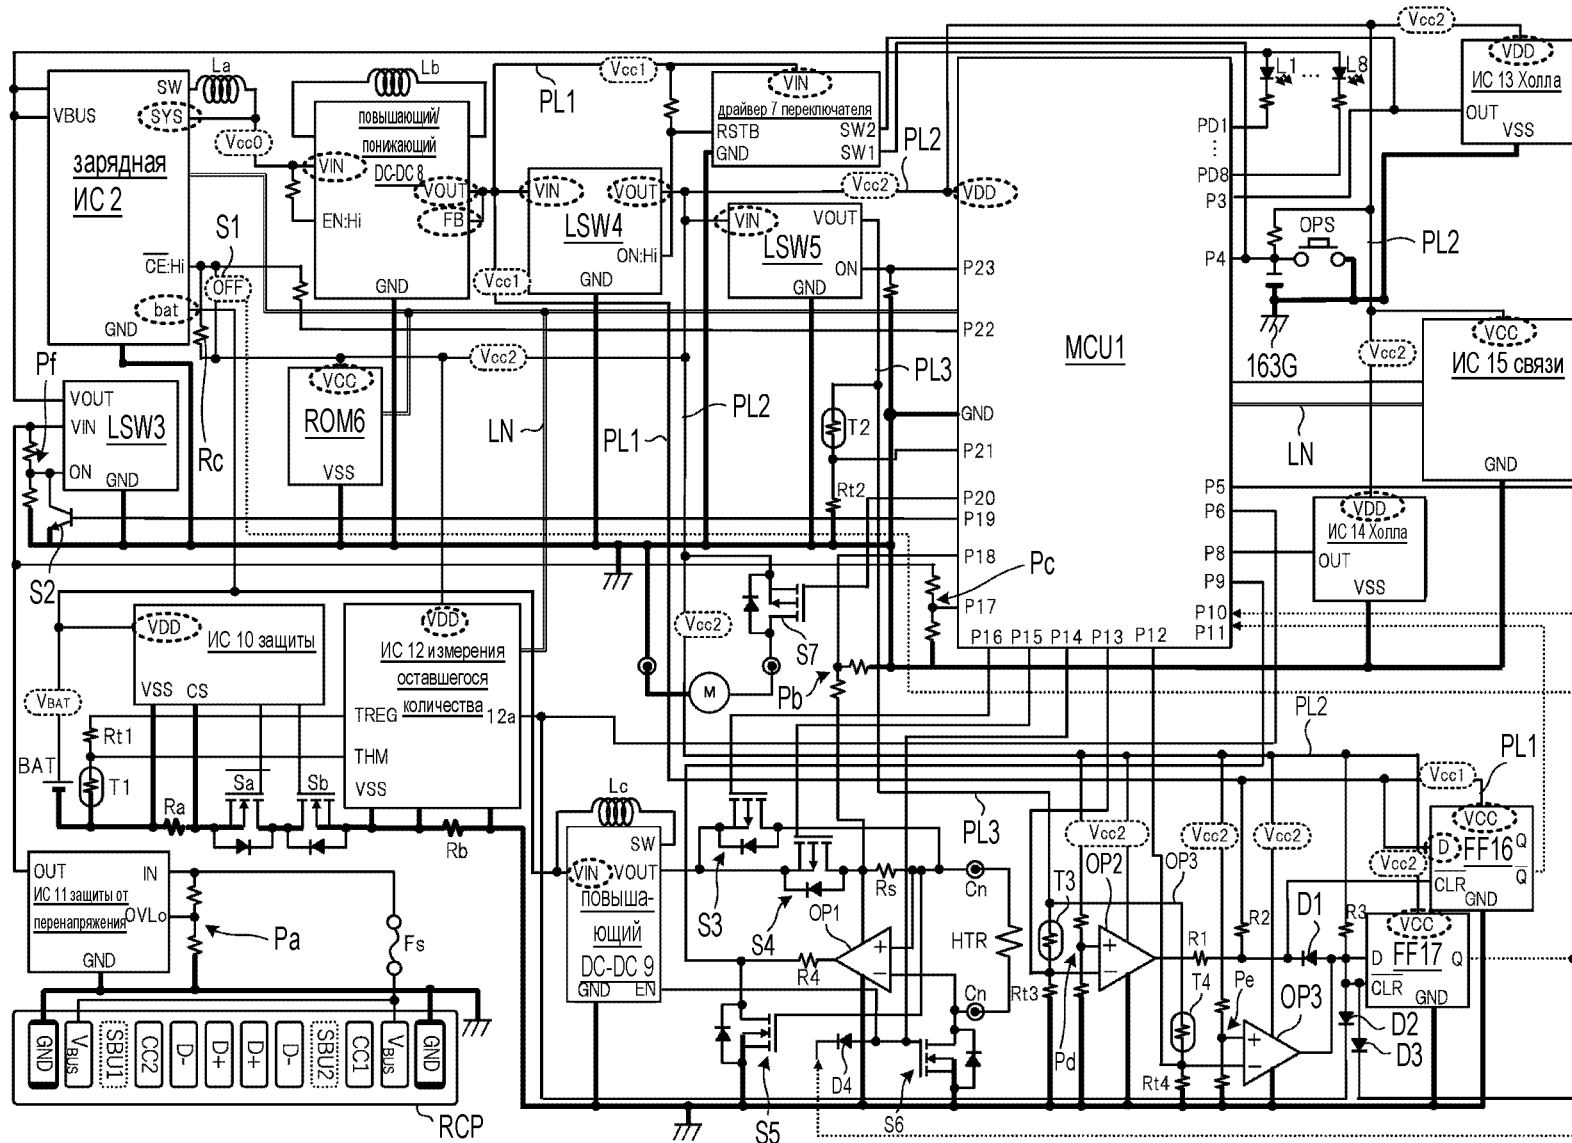 Vcc2
La
Lb
Vcc1
L1 ... L8
SW
VBUS
SYS
Vcc0
зарядная
ИС 2
CE:Hi
bat
GND
повышающий/
понижающий
DC-DC 8
VIN
VOUT
FB
EN:Hi
GND
PL1
VIN
драйвер 7 переключателя
RSTB
SW2
GND
SW1
VDD
ИС 13 Холла
OUT
VSS
VIN
VOUT
LSW4
ON:Hi
GND
Vcc1
Vcc2
PL2
VIN
VOUT
LSW5
ON
GND
VDD
PD1
PD8
P3
P4
P23
P22
MCU1
GND
P21
P20
P19
P18
P17
P16
P15
P14
P13
P12
P5
P6
P8
P9
P10
P11
OPS
PL2
163G
Vcc2
VCC
ИС 15 связи
GND
LN
S1
OFF
Pf
VOUT
VIN
LSW3
ON
GND
Rc
S2
VCC
ROM6
VSS
Vcc2
LN
PL1
PL2
PL3
T2
Rt2
Pc
VDD
ИС 14 Холла
OUT
VSS
VDD
ИС 10 защиты
VSS
CS
VDD
ИС 12 измерения
оставшегося
количества
12a
TREG
THM
VSS
VBAT
Rt1
BAT
T1
Ra
Sa
Sb
Rb
Vcc2
S7
M
Pb
Lc
SW
VIN
VOUT
повыша-
ющий
DC-DC 9
GND
EN
S3
S4
Rs
OP1
R4
Cn
HTR
Cn
PL3
T3
Rt3
Pd
Vcc2
OP2
OP3
R1
T4
Rt4
Vcc2
R2
Pe
Vcc2
D1
OP3
R3
PL2
PL1
Vcc1
VCC
D
Q
FF16
CLR
Q
GND
Vcc2
VCC
D
FF17
Q
CLR
GND
D2
D3
OUT
IN
ИС 11 защиты от
перенапряжения
OVLo
GND
Pa
Fs
GND
VBUS
SBU1
CC2
D-
D+
D+
D-
SBU2
CC1
VBUS
GND
RCP
S5
D4
S6